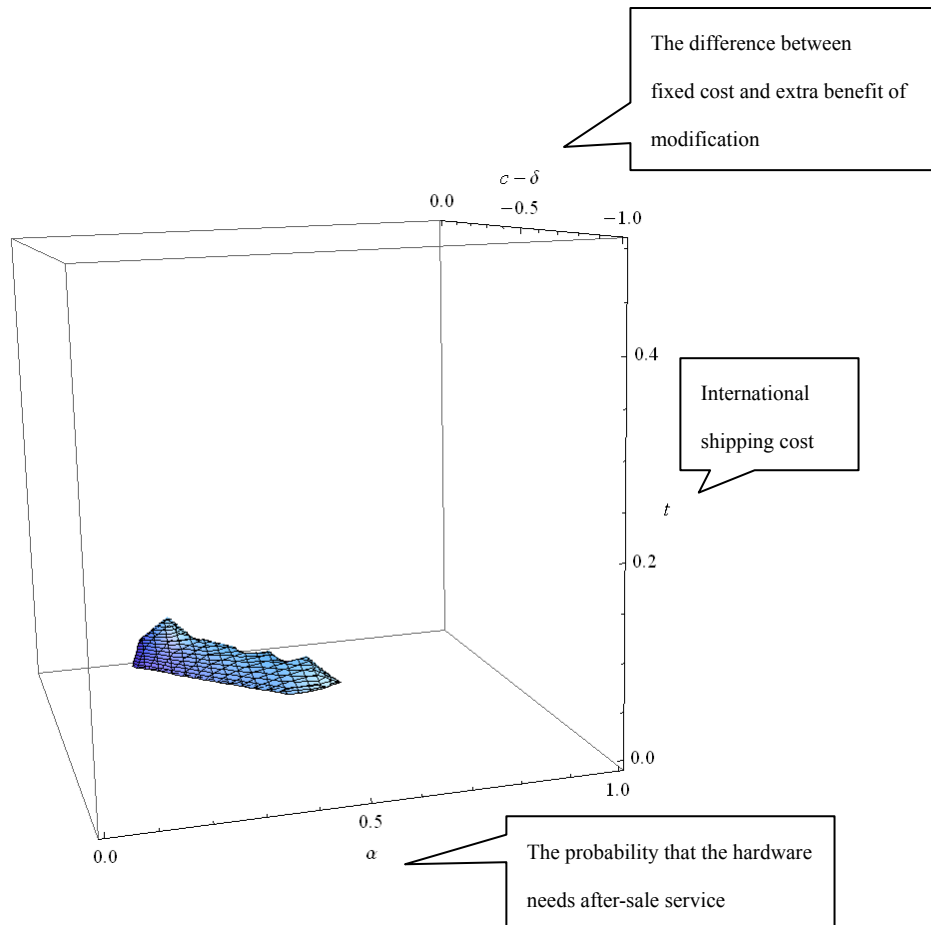 The difference between
fixed cost and extra benefit of
modification
c − δ
0.0
−0.5
−1.0
0.4
International
shipping cost
t
0.2
0.0
0.0
0.5
1.0
α
The probability that the hardware
needs after-sale service